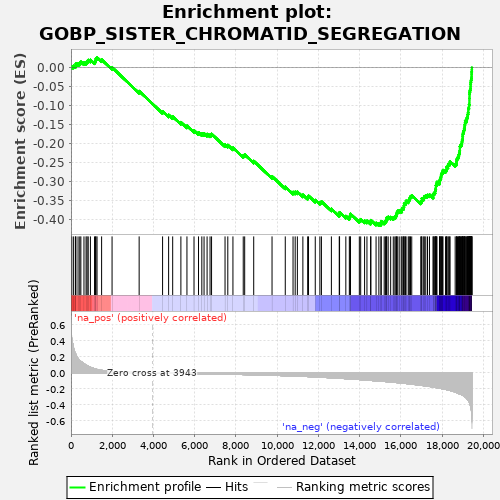 Enrichment plot:
GOBP_SISTER_CHROMATID_SEGREGATION
Enrichment score (ES)
0.00
-0.05
-0.10
-0.15
-0.20
-0.25
-0.30
-0.35
-0.40
'na_pos' (positively correlated)
Ranked list metric (PreRanked)
0.6
0.4
0.2
0.0
-0.2
-0.4
-0.6
Zero cross at 3943
'na_neg' (negatively correlated)
0 2,000 4,000 6,000 8,000 10,000 12,000 14,000 16,000 18,000 20,000
Rank in Ordered Dataset
Enrichment profile Hits Ranking metric scores